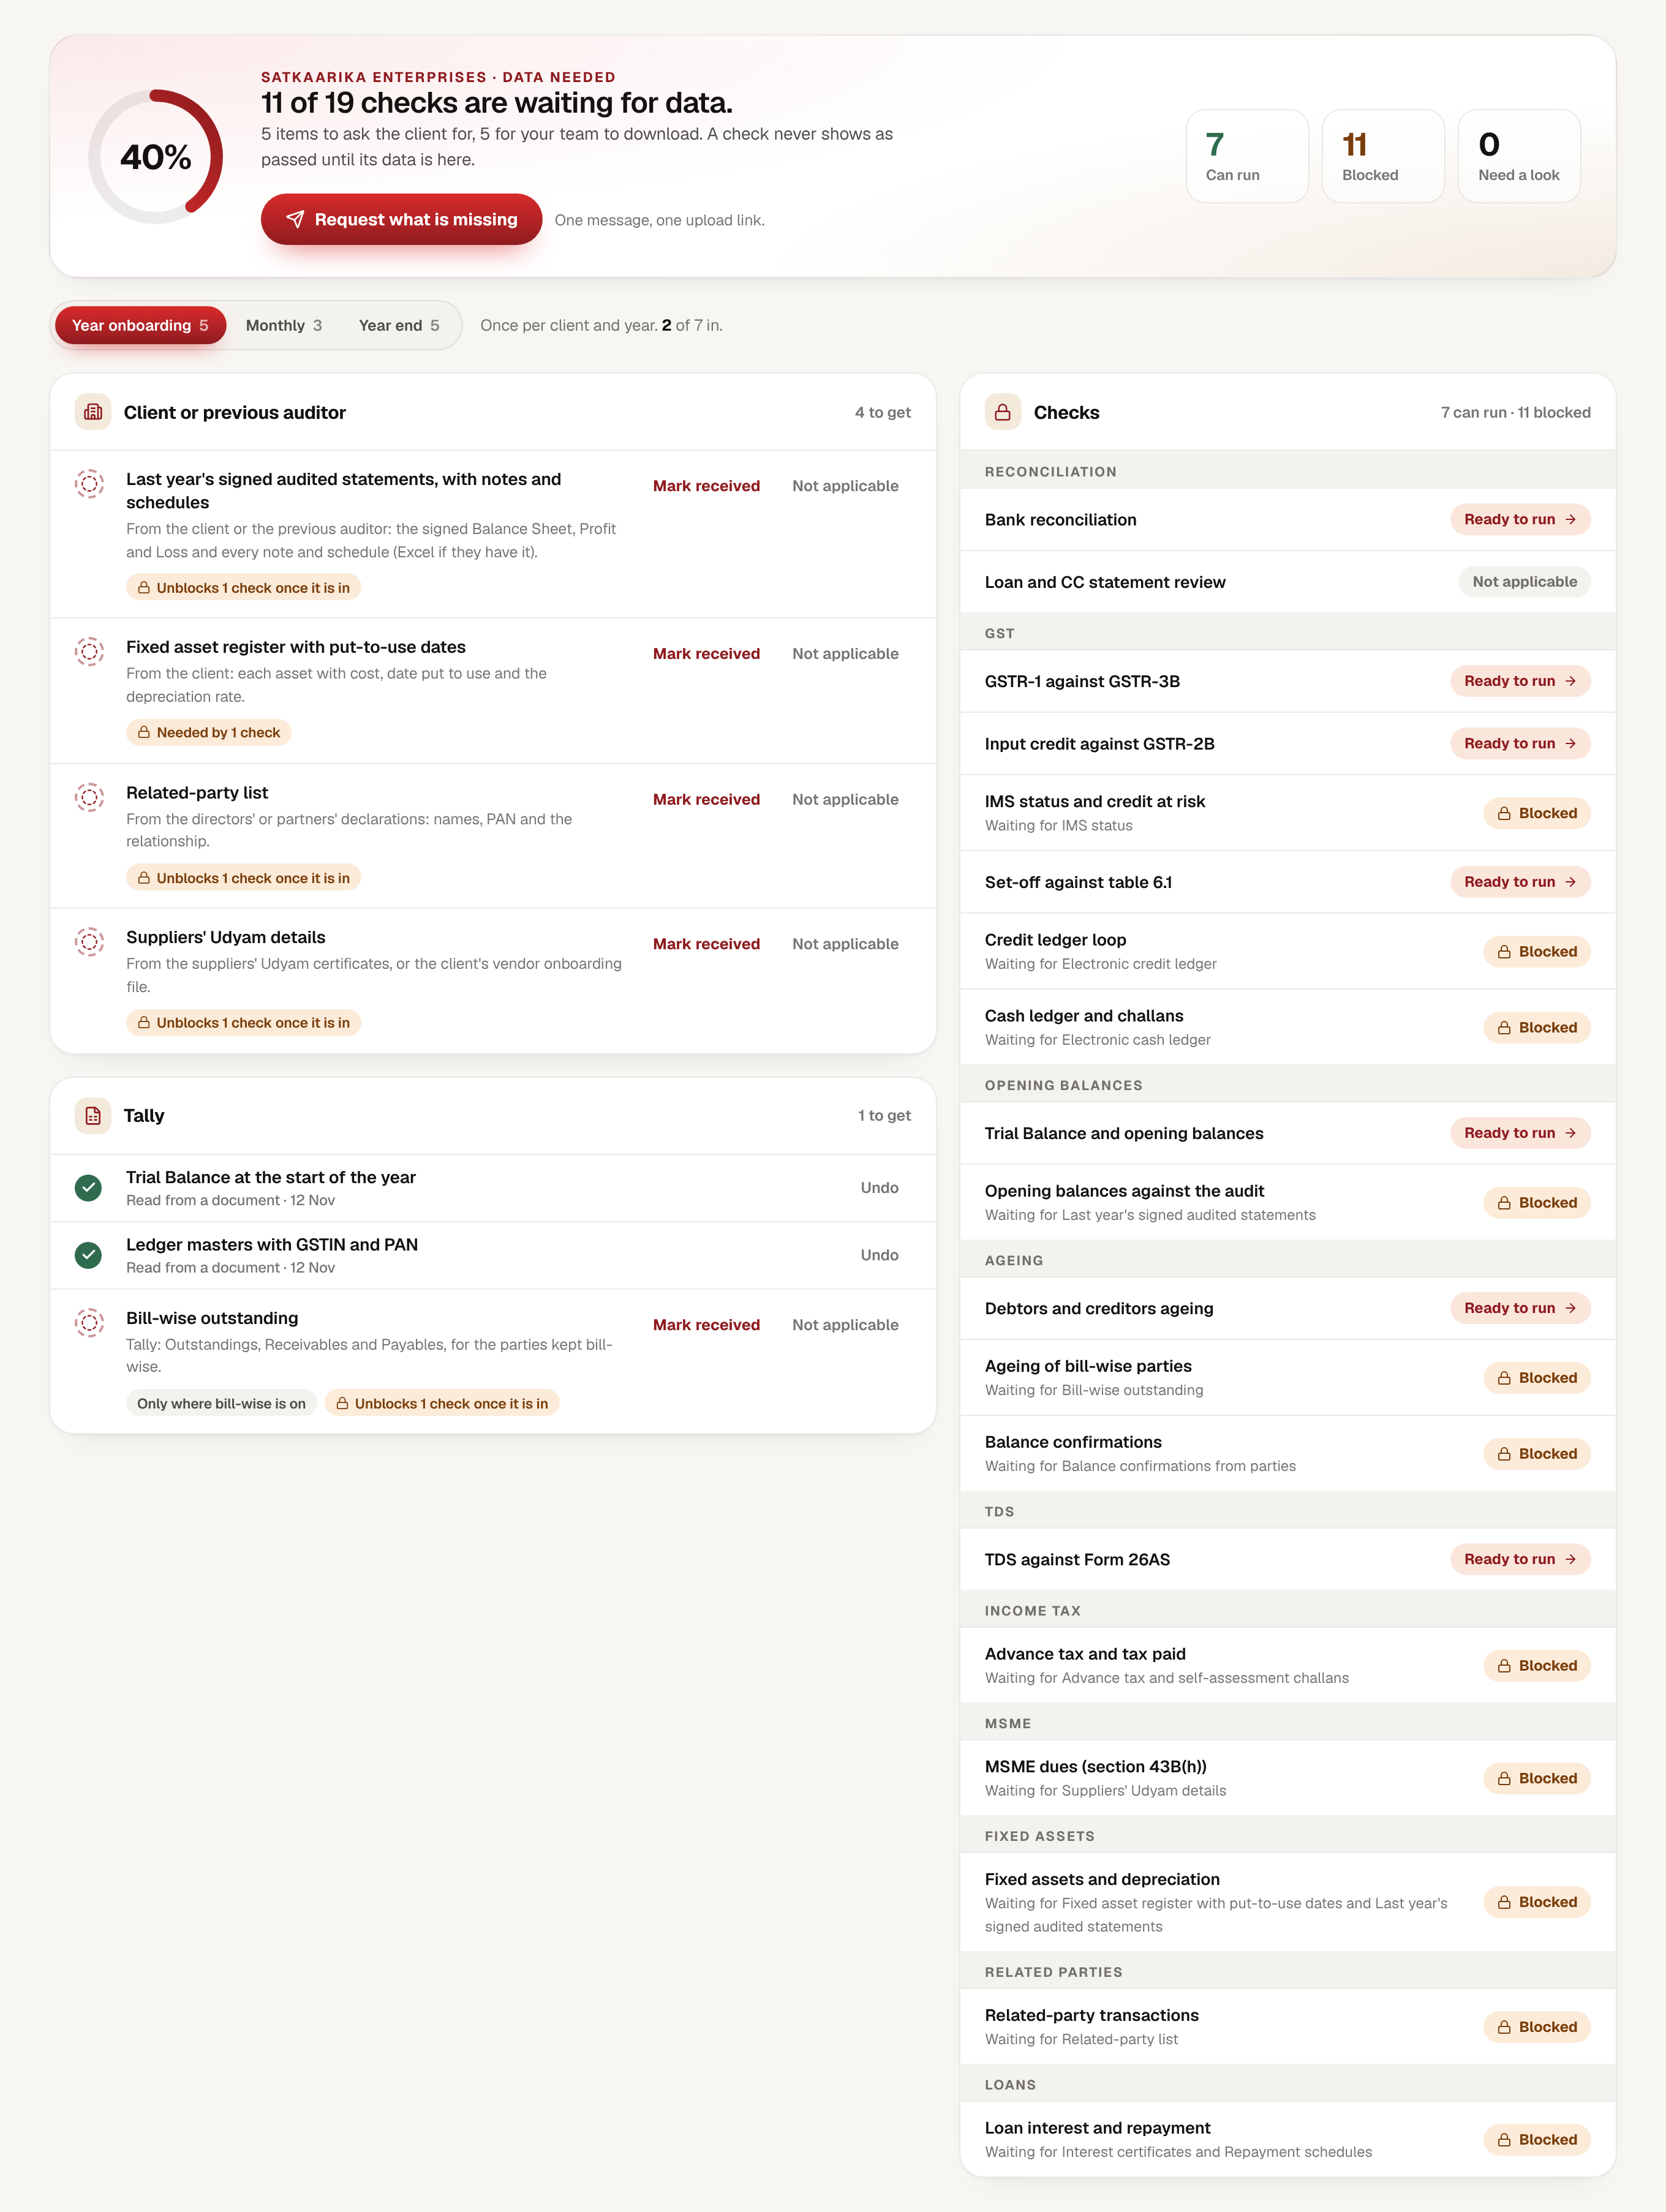 40%
SATKAARIKA ENTERPRISES · DATA NEEDED
11 of 19 checks are waiting for data.
5 items to ask the client for, 5 for your team to download. A check never shows as
passed until its data is here.
Request what is missing
One message, one upload link.
7
Can run
11
Blocked
0
Need a look
Year onboarding 5
Monthly 3
Year end 5
Once per client and year. 2 of 7 in.
Client or previous auditor
4 to get
Last year's signed audited statements, with notes and
schedules
From the client or the previous auditor: the signed Balance Sheet, Profit
and Loss and every note and schedule (Excel if they have it).
Unblocks 1 check once it is in
Mark received
Not applicable
Fixed asset register with put-to-use dates
From the client: each asset with cost, date put to use and the
depreciation rate.
Needed by 1 check
Mark received
Not applicable
Related-party list
From the directors' or partners' declarations: names, PAN and the
relationship.
Unblocks 1 check once it is in
Mark received
Not applicable
Suppliers' Udyam details
From the suppliers' Udyam certificates, or the client's vendor onboarding
file.
Unblocks 1 check once it is in
Mark received
Not applicable
Tally
1 to get
Trial Balance at the start of the year
Read from a document · 12 Nov
Undo
Ledger masters with GSTIN and PAN
Read from a document · 12 Nov
Undo
Bill-wise outstanding
Tally: Outstandings, Receivables and Payables, for the parties kept bill-
wise.
Only where bill-wise is on
Unblocks 1 check once it is in
Mark received
Not applicable
Checks
7 can run · 11 blocked
RECONCILIATION
Bank reconciliation
Ready to run
Loan and CC statement review
Not applicable
GST
GSTR-1 against GSTR-3B
Ready to run
Input credit against GSTR-2B
Ready to run
IMS status and credit at risk
Waiting for IMS status
Blocked
Set-off against table 6.1
Ready to run
Credit ledger loop
Waiting for Electronic credit ledger
Blocked
Cash ledger and challans
Waiting for Electronic cash ledger
Blocked
OPENING BALANCES
Trial Balance and opening balances
Ready to run
Opening balances against the audit
Waiting for Last year's signed audited statements
Blocked
AGEING
Debtors and creditors ageing
Ready to run
Ageing of bill-wise parties
Waiting for Bill-wise outstanding
Blocked
Balance confirmations
Waiting for Balance confirmations from parties
Blocked
TDS
TDS against Form 26AS
Ready to run
INCOME TAX
Advance tax and tax paid
Waiting for Advance tax and self-assessment challans
Blocked
MSME
MSME dues (section 43B(h))
Waiting for Suppliers' Udyam details
Blocked
FIXED ASSETS
Fixed assets and depreciation
Waiting for Fixed asset register with put-to-use dates and Last year's
signed audited statements
Blocked
RELATED PARTIES
Related-party transactions
Waiting for Related-party list
Blocked
LOANS
Loan interest and repayment
Waiting for Interest certificates and Repayment schedules
Blocked